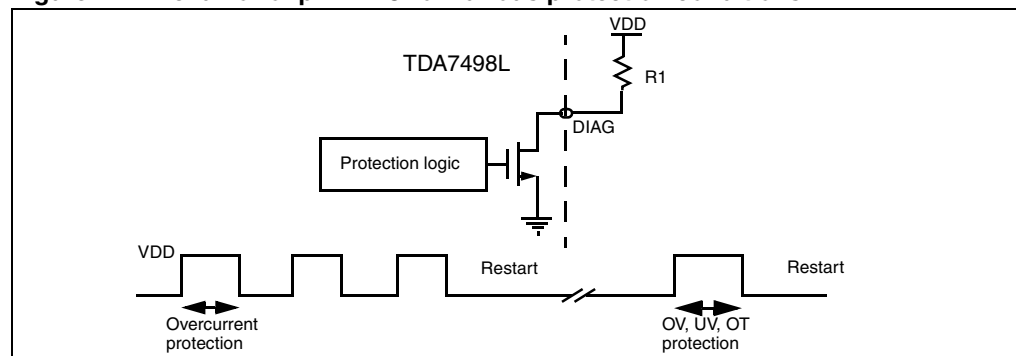 TDA7498L
VDD
R1
DIAG
Protection logic
VDD
Restart
Restart
Overcurrent
protection
OV, UV, OT
protection